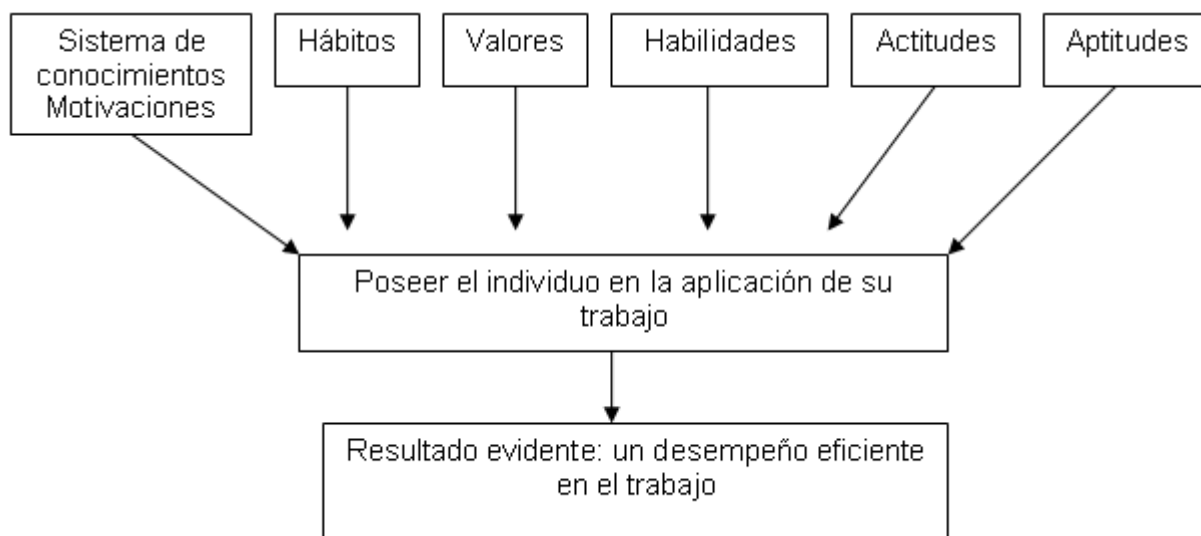 Sistema de
conocimientos
Motivaciones
Hábitos
Valores
Habilidades
Actitudes
Aptitudes
Poseer el individuo en la aplicación de su
trabajo
Resultado evidente: un desempeño eficiente
en el trabajo